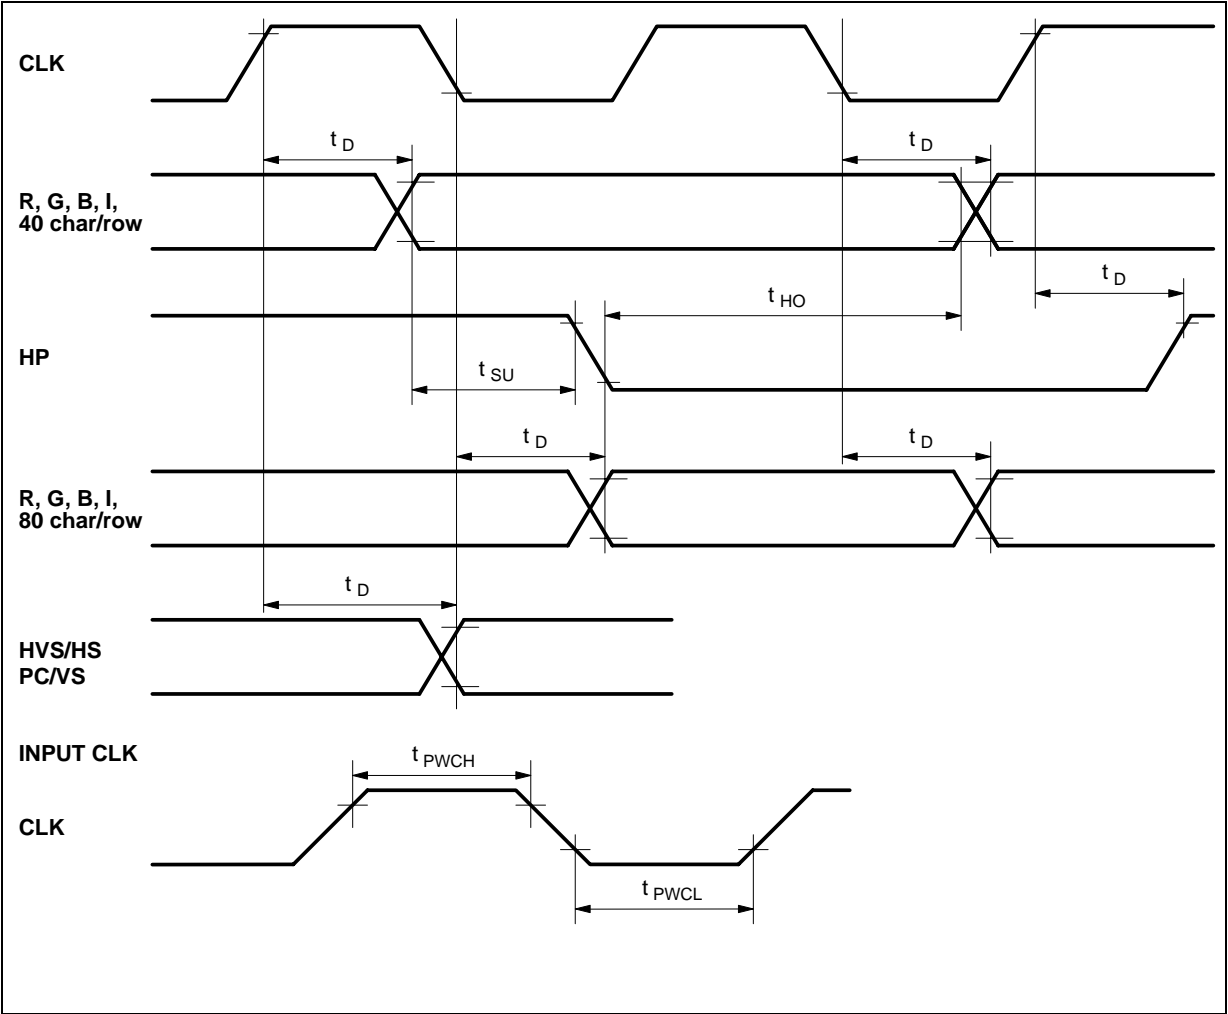 CLK
t D
t D
R, G, B, I,
40 char/row
t D
t HO
HP
t SU
t D
t D
R, G, B, I,
80 char/row
t D
HVS/HS
PC/VS
INPUT CLK
t PWCH
CLK
t PWCL